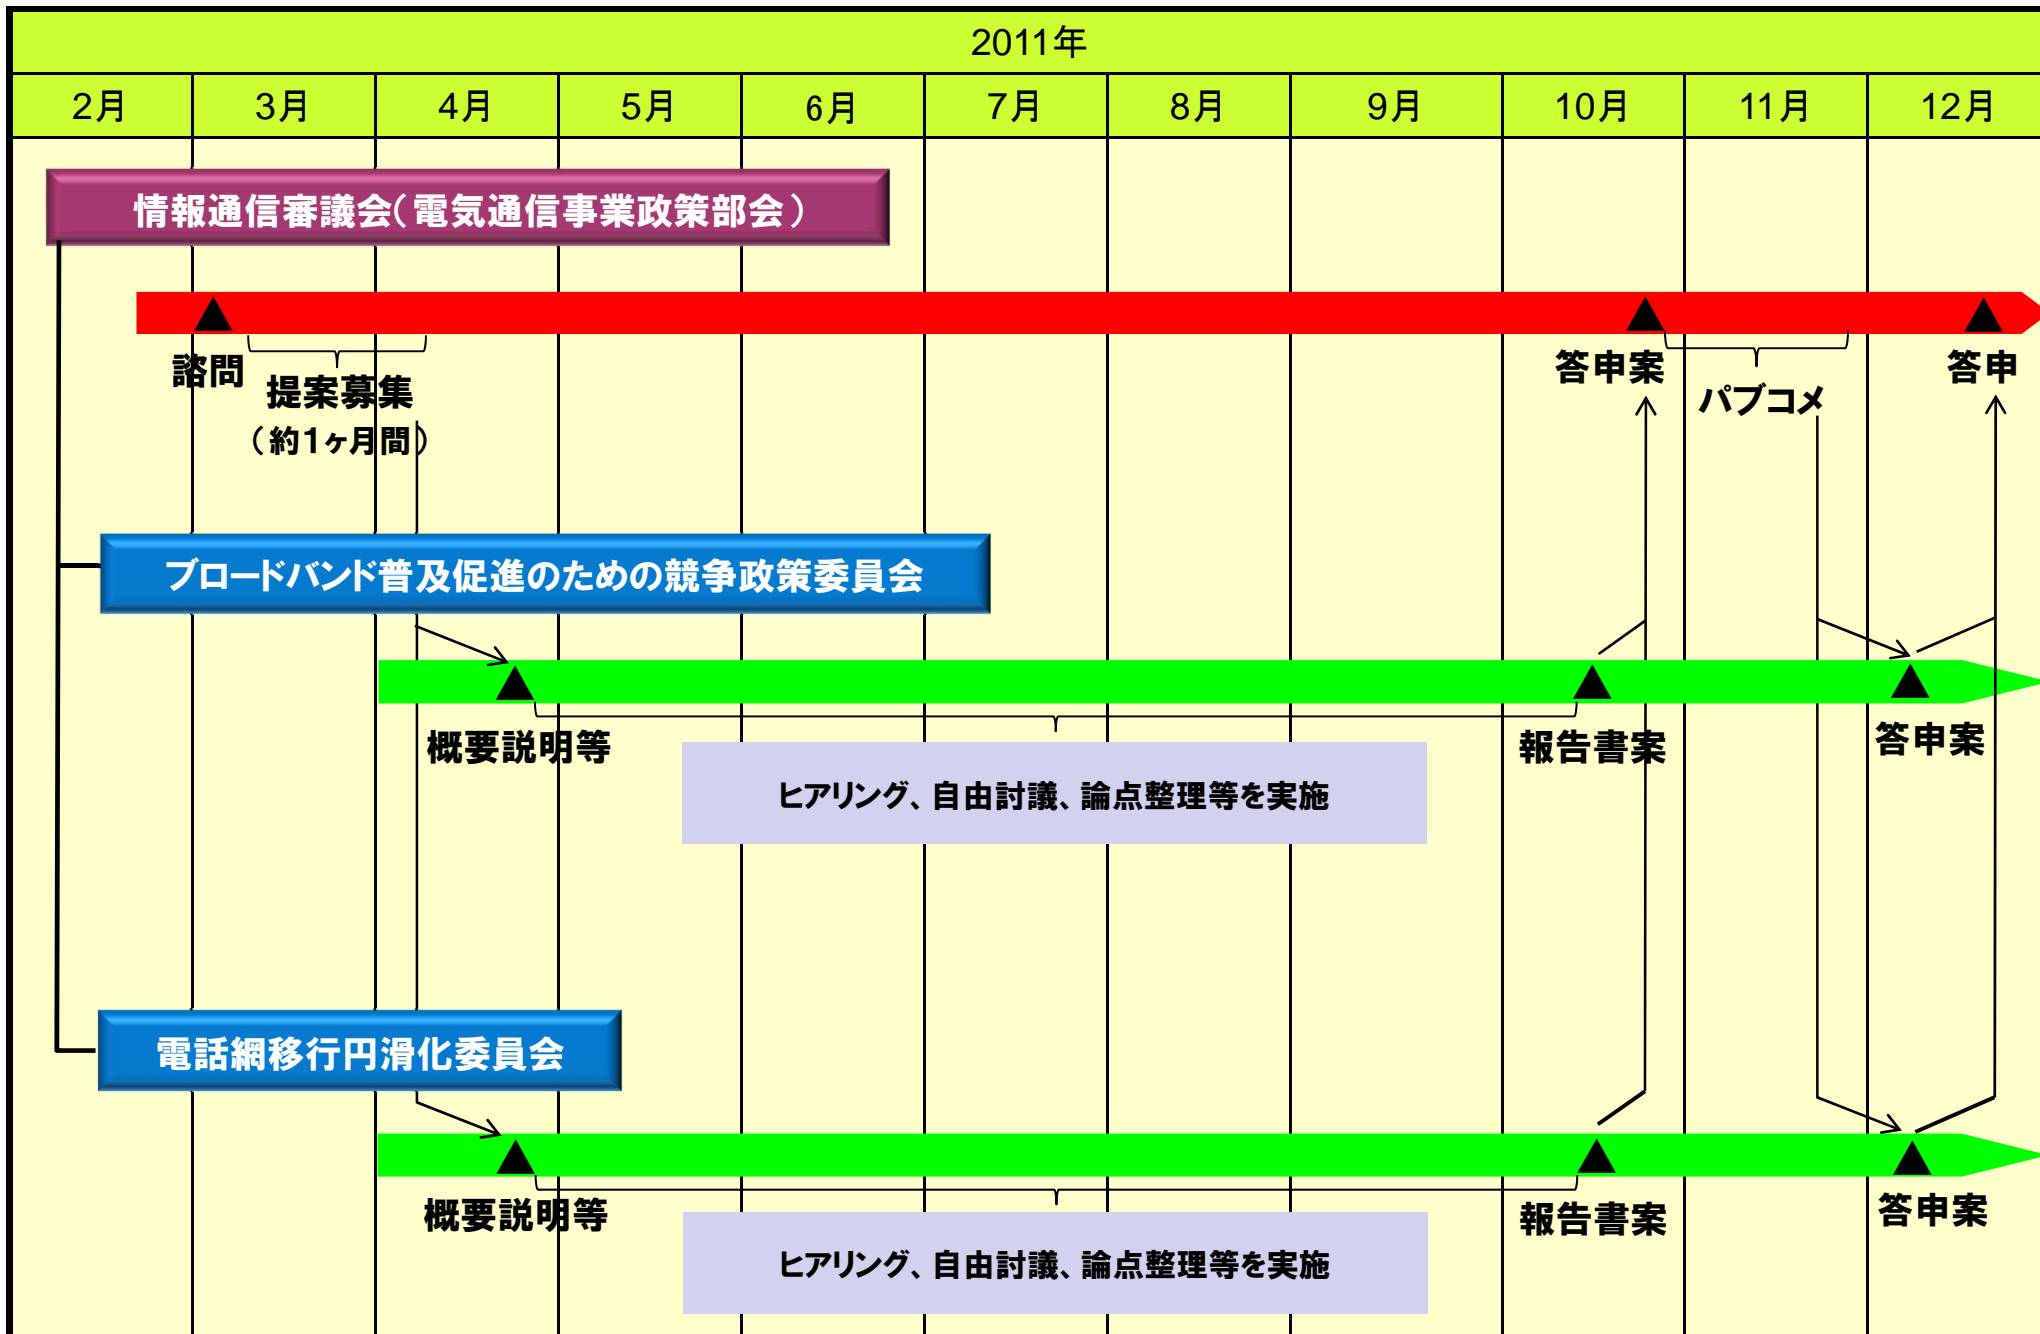 2011年
2月 3月 4月 5月 6月 7月 8月 9月 10月 11月 12月
情報通信審議会(電気通信事業政策部会)
諮問
提案募集
(約1ヶ月間)
答申案
パブコメ
答申
ブロードバンド普及促進のための競争政策委員会
概要説明等
報告書案
答申案
ヒアリング、自由討議、論点整理等を実施
電話網移行円滑化委員会
概要説明等
報告書案
答申案
ヒアリング、自由討議、論点整理等を実施